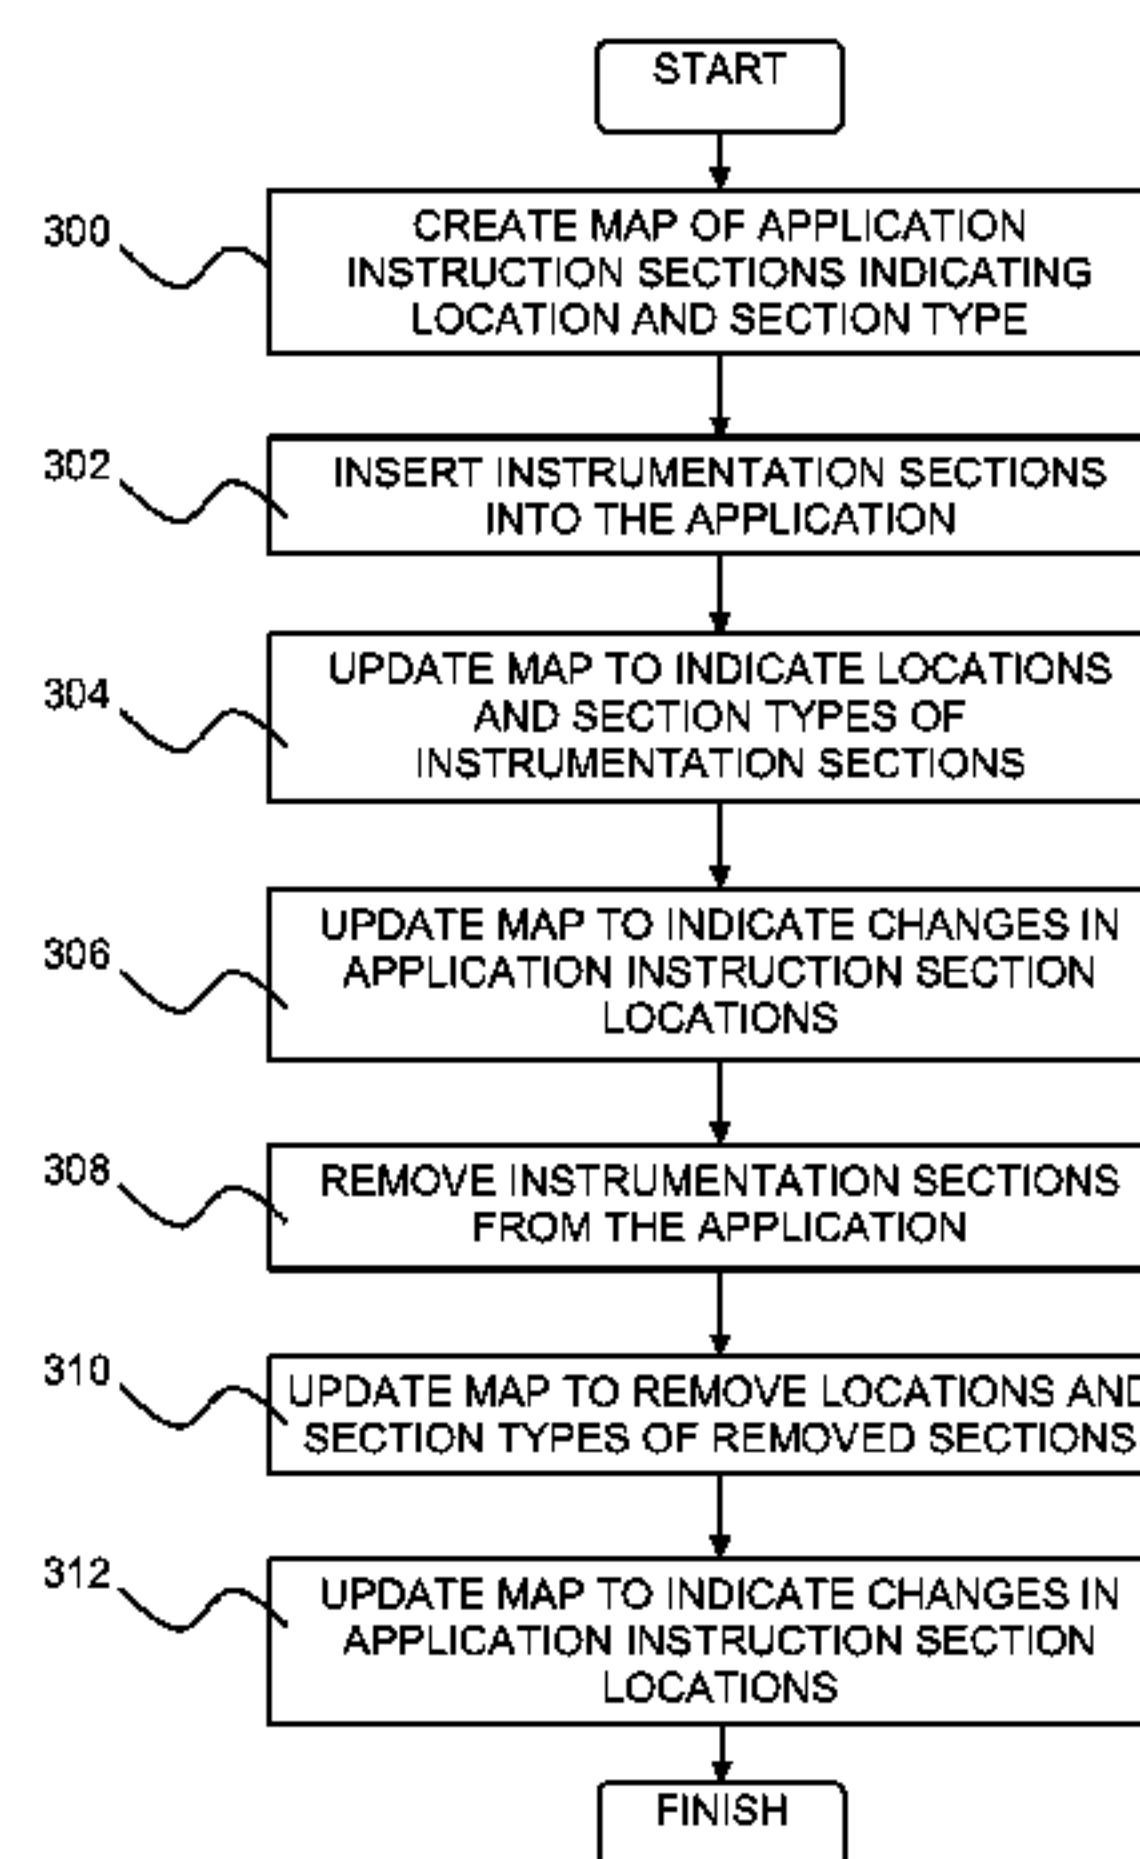 START
300
CREATE MAP OF APPLICATION
INSTRUCTION SECTIONS INDICATING
LOCATION AND SECTION TYPE
302
INSERT INSTRUMENTATION SECTIONS
INTO THE APPLICATION
304
UPDATE MAP TO INDICATE LOCATIONS
AND SECTION TYPES OF
INSTRUMENTATION SECTIONS
306
UPDATE MAP TO INDICATE CHANGES IN
APPLICATION INSTRUCTION SECTION
LOCATIONS
308
REMOVE INSTRUMENTATION SECTIONS
FROM THE APPLICATION
310
UPDATE MAP TO REMOVE LOCATIONS AND
SECTION TYPES OF REMOVED SECTIONS
312
UPDATE MAP TO INDICATE CHANGES IN
APPLICATION INSTRUCTION SECTION
LOCATIONS
FINISH